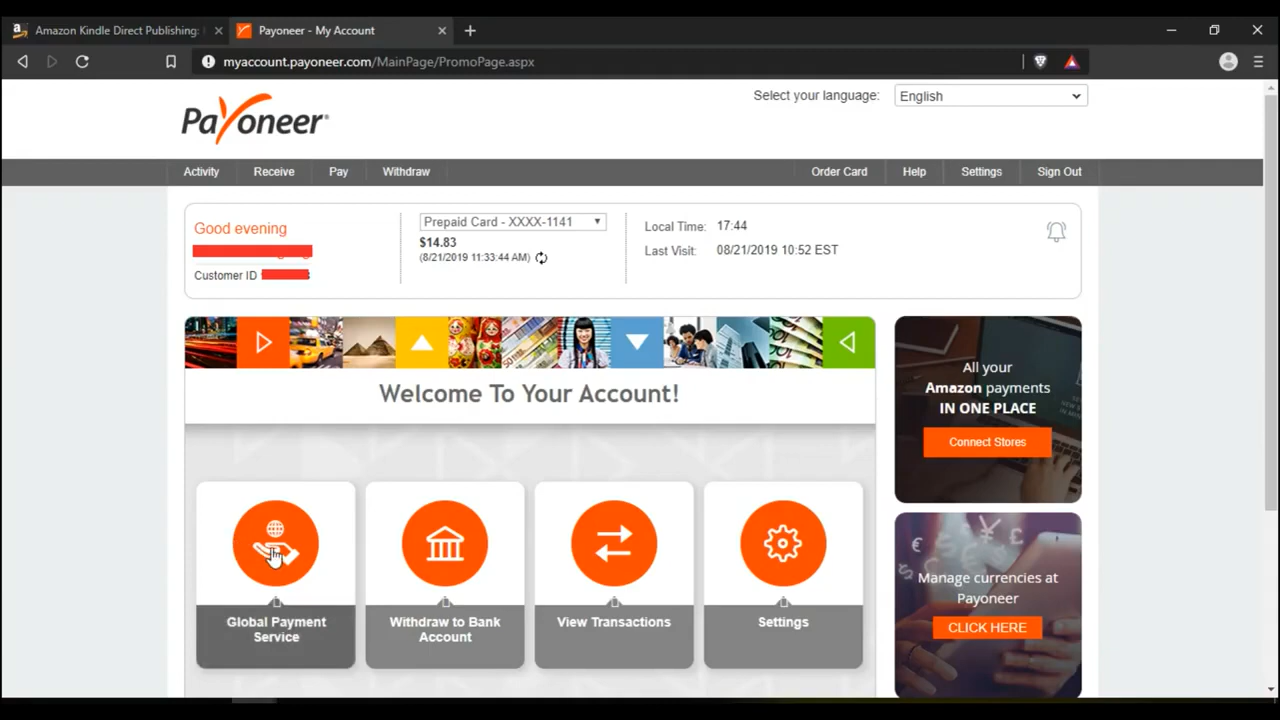 Amazon Kindle Direct Publishing:
Payoneer - My Account
myaccount.payoneer.com/MainPage/PromoPage.aspx
Payoneer
Select your language: English
Activity Receive Pay Withdraw Order Card Help Settings Sign Out
Good evening
Customer ID
Prepaid Card - XXXX-1141
$14.83
(8/21/2019 11:33:44 AM)
Local Time: 17:44
Last Visit: 08/21/2019 10:52 EST
Welcome To Your Account!
Global Payment
Service
Withdraw to Bank
Account
View Transactions
Settings
All your
Amazon payments
IN ONE PLACE
Connect Stores
Manage currencies at
Payoneer
CLICK HERE